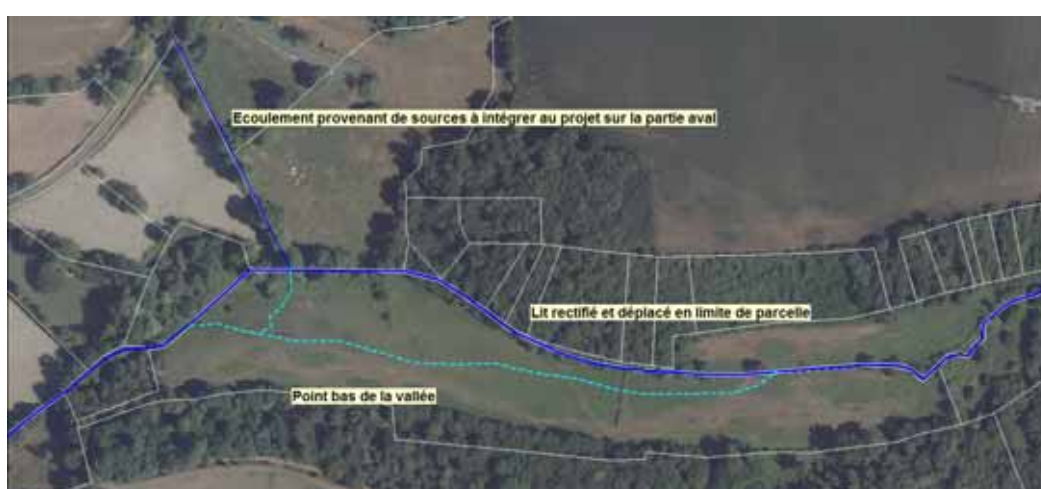 Ecoulement provenant de sources à intégrer au projet sur la partie aval
Lit rectifié et déplacé en limite de parcelle
Point bas de la vallée